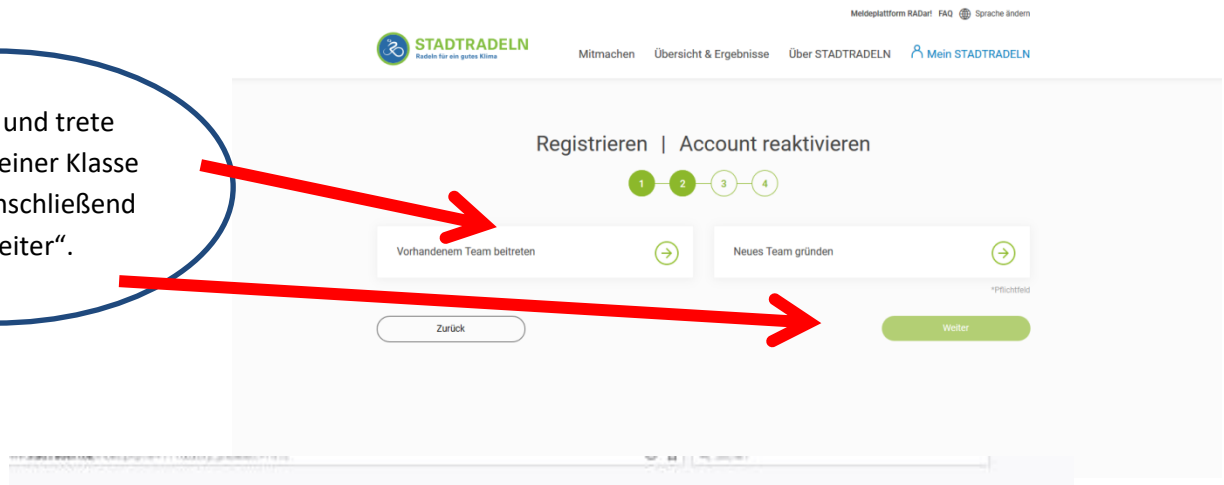 Meldeplattform RADar! FAQ Sprache ändern
STADTRADELN
Radeln für ein gutes Klima
Mitmachen Übersicht & Ergebnisse Über STADTRADELN Mein STADTRADELN
und trete
einer Klasse
nschließend
eiter“.
Registrieren | Account reaktivieren
1 2 3 4
Vorhandenem Team beitreten
Neues Team gründen
*Pflichtfeld
Zurück
Weiter